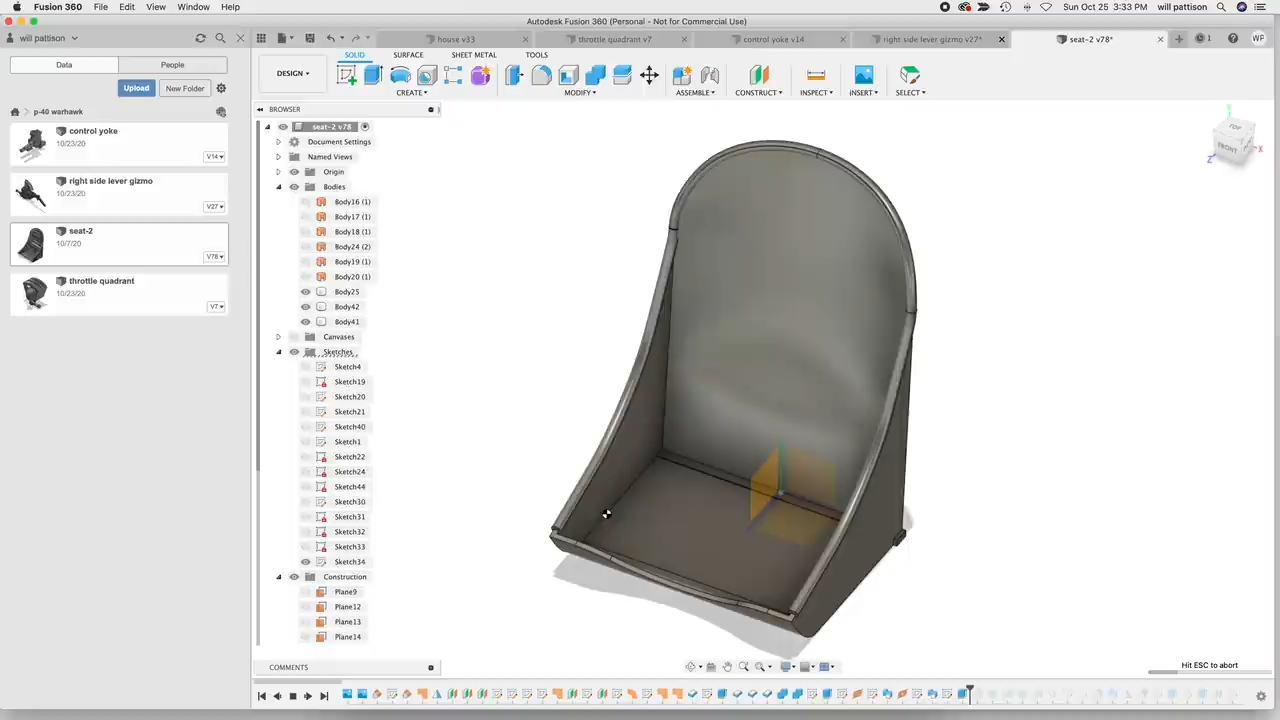 Fusion 360 File Edit View Window Help
Sun Oct 25 3:33 PM will pattison
Autodesk Fusion 360 (Personal - Not for Commercial Use)
will pattison
house v33
throttle quadrant v7
control yoke v14
right side lever gizmo v27*
seat-2 v78*
1
WP
Data People
SOLID SURFACE SHEET METAL TOOLS
DESIGN
CREATE MODIFY ASSEMBLE CONSTRUCT INSPECT INSERT SELECT
Upload New Folder
p-40 warhawk
control yoke
10/23/20
V14
right side lever gizmo
10/23/20
V27
seat-2
10/7/20
V78
throttle quadrant
10/23/20
V7
BROWSER
seat-2 v78
Document Settings
Named Views
Origin
Bodies
Body16 (1)
Body17 (1)
Body18 (1)
Body24 (2)
Body19 (1)
Body20 (1)
Body25
Body42
Body41
Canvases
Sketches
Sketch4
Sketch19
Sketch20
Sketch21
Sketch40
Sketch1
Sketch22
Sketch24
Sketch44
Sketch30
Sketch31
Sketch32
Sketch33
Sketch34
Construction
Plane9
Plane12
Plane13
Plane14
TOP
FRONT
X
Y
Z
COMMENTS
Hit ESC to abort